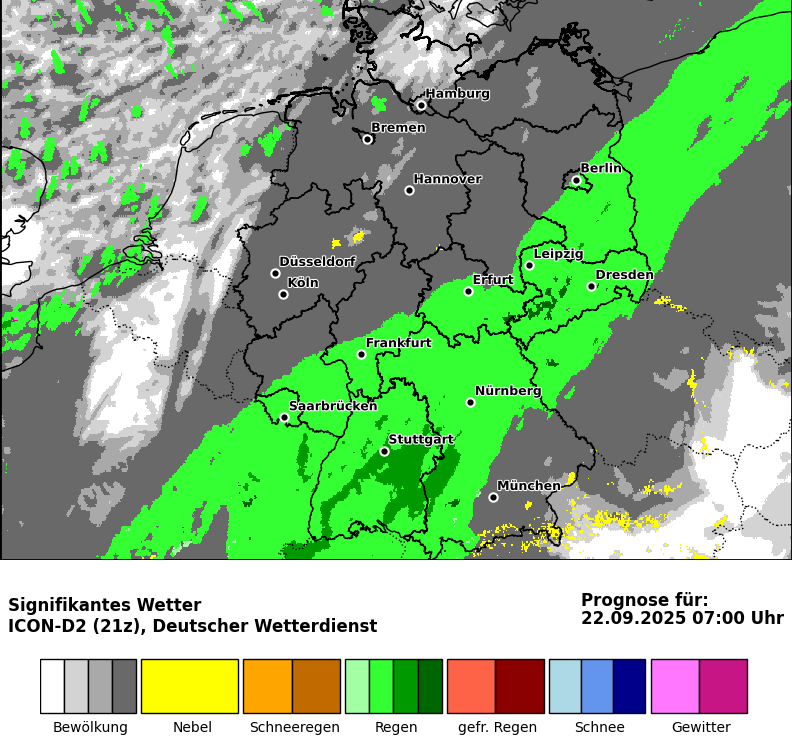 Hamburg
Bremen
Berlin
Hannover
Leipzig
Düsseldorf
Dresden
Köln
Erfurt
Frankfurt
Nürnberg
Saarbrücken
Stuttgart
München
Signifikantes Wetter
ICON-D2 (21z), Deutscher Wetterdienst
Prognose für:
22.09.2025 07:00 Uhr
Bewölkung Nebel Schneeregen Regen gefr. Regen Schnee Gewitter